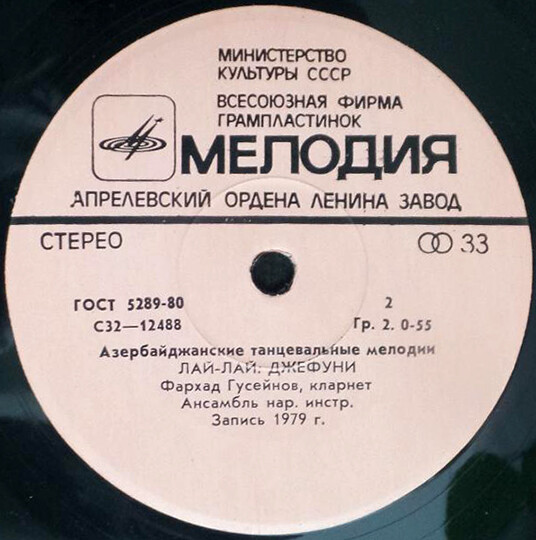 МИНИСТЕРСТВО
КУЛЬТУРЫ СССР
ВСЕСОЮЗНАЯ ФИРМА
ГРАМПЛАСТИНОК
МЕЛОДИЯ
АПРЕЛЕВСКИЙ ОРДЕНА ЛЕНИНА ЗАВОД
СТЕРЕО 33
ГОСТ 5289-80 2
С32—12488 Гр. 2. 0-55
Азербайджанские танцевальные мелодии
ЛАЙ-ЛАЙ. ДЖЕФУНИ
Фархад Гусейнов, кларнет
Ансамбль нар. инстр.
Запись 1979 г.